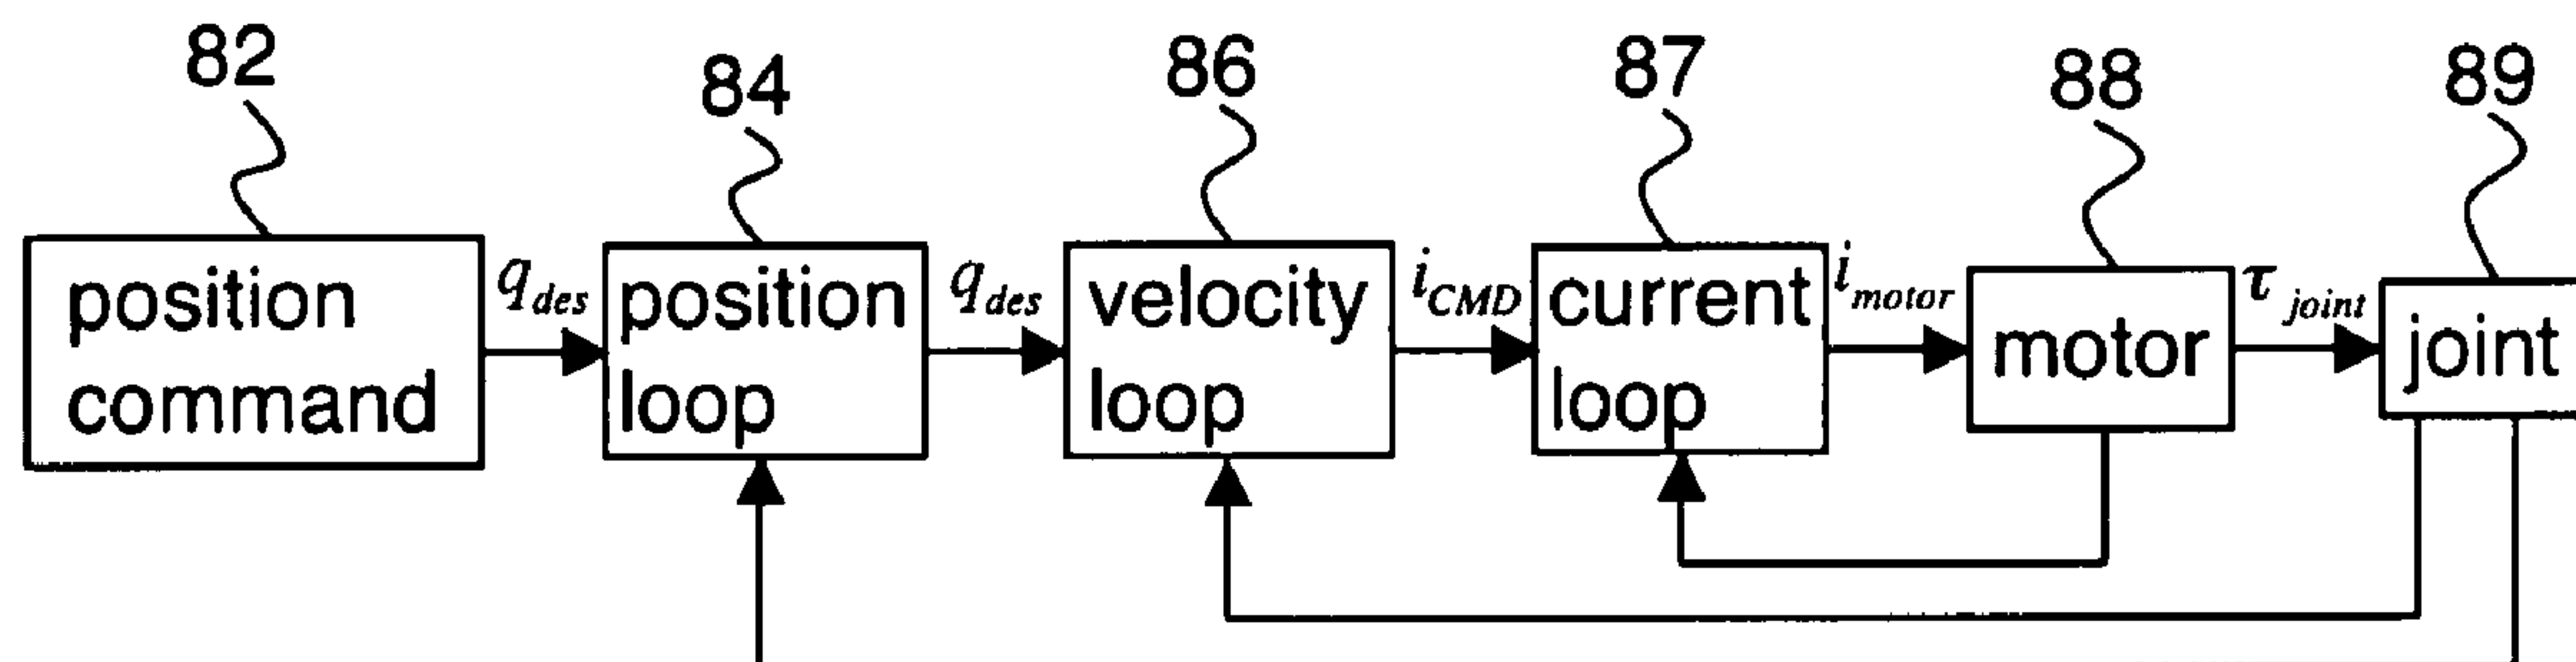 82
84
86
87
88
89
position
command
q_des
position
loop
q_des
velocity
loop
i_CMD
current
loop
i_motor
motor
τ_joint
joint